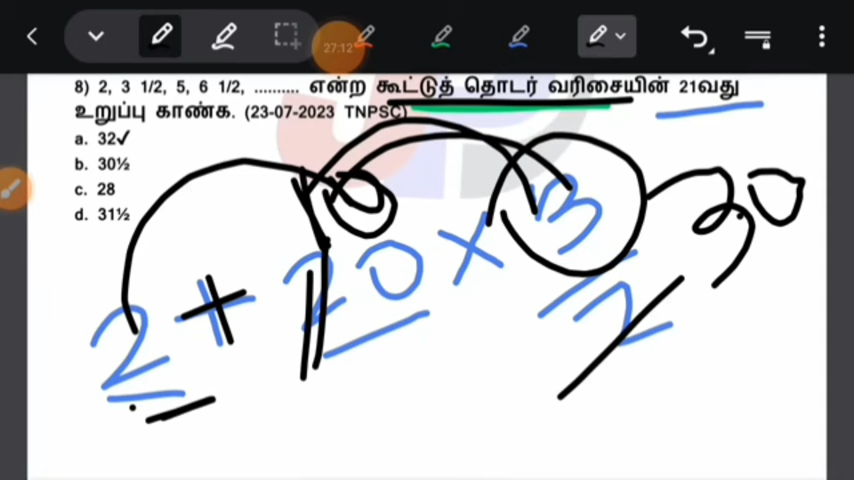 27:12
8) 2, 3 1/2, 5, 6 1/2, .......... என்ற கூட்டுத் தொடர் வரிசையின் 21வது
உறுப்பு காண்க. (23-07-2023 TNPSC)
a. 32✓
b. 30½
c. 28
d. 31½
10 30
2 + 20 × 3/2